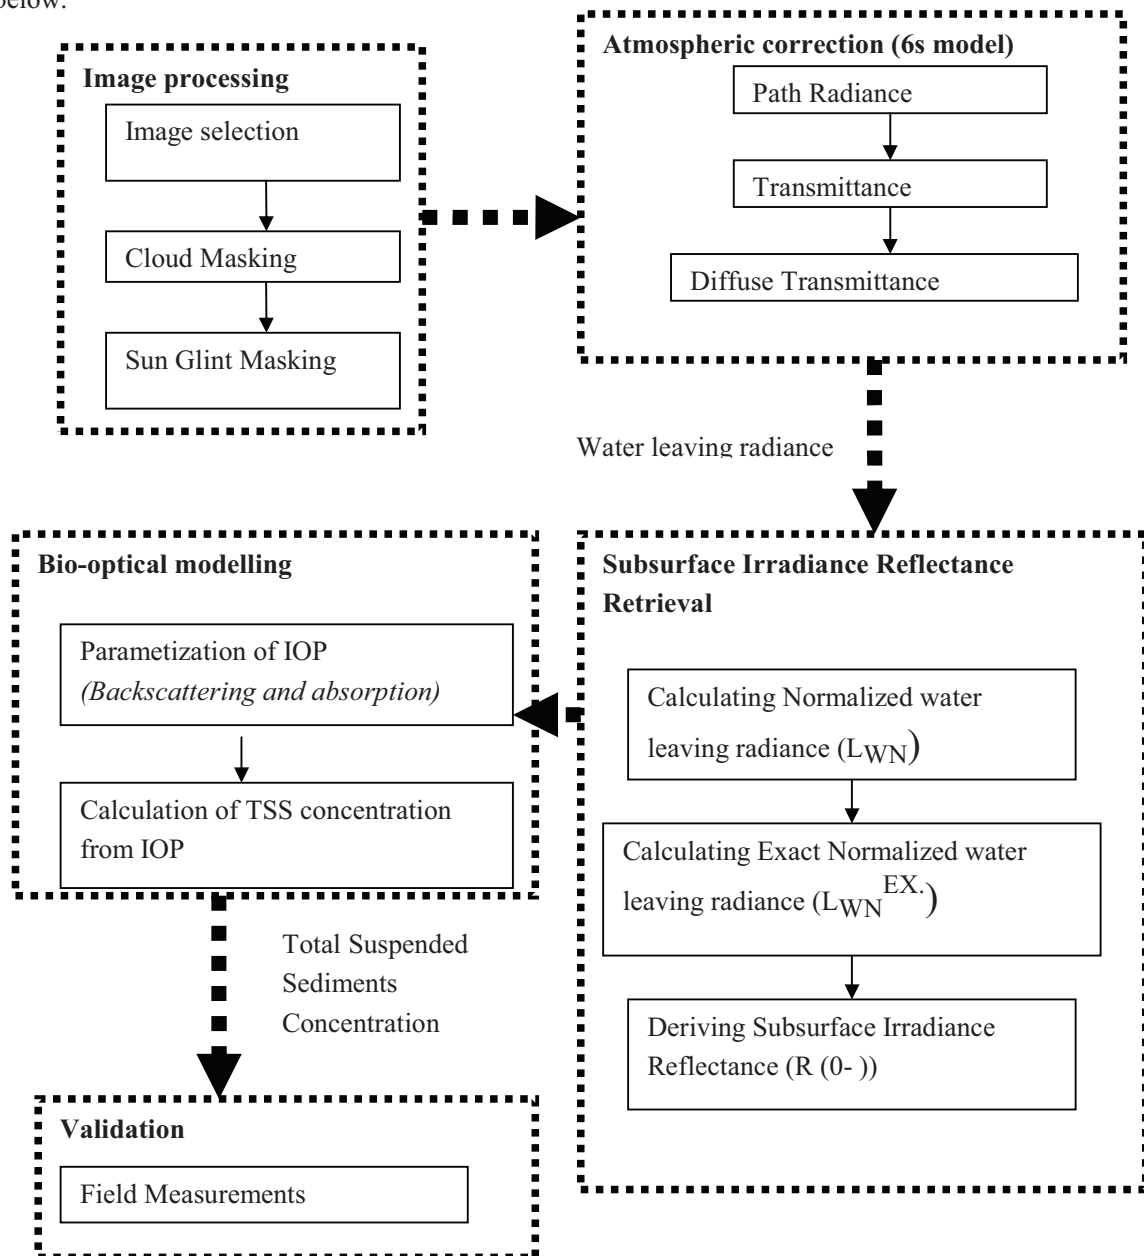 below.
Image processing
Image selection
Cloud Masking
Sun Glint Masking
Atmospheric correction (6s model)
Path Radiance
Transmittance
Diffuse Transmittance
Water leaving radiance
Subsurface Irradiance Reflectance
Retrieval
Calculating Normalized water
leaving radiance (LWN)
Calculating Exact Normalized water
leaving radiance (LWN EX.)
Deriving Subsurface Irradiance
Reflectance (R (0- ))
Bio-optical modelling
Parametization of IOP
(Backscattering and absorption)
Calculation of TSS concentration
from IOP
Total Suspended
Sediments
Concentration
Validation
Field Measurements